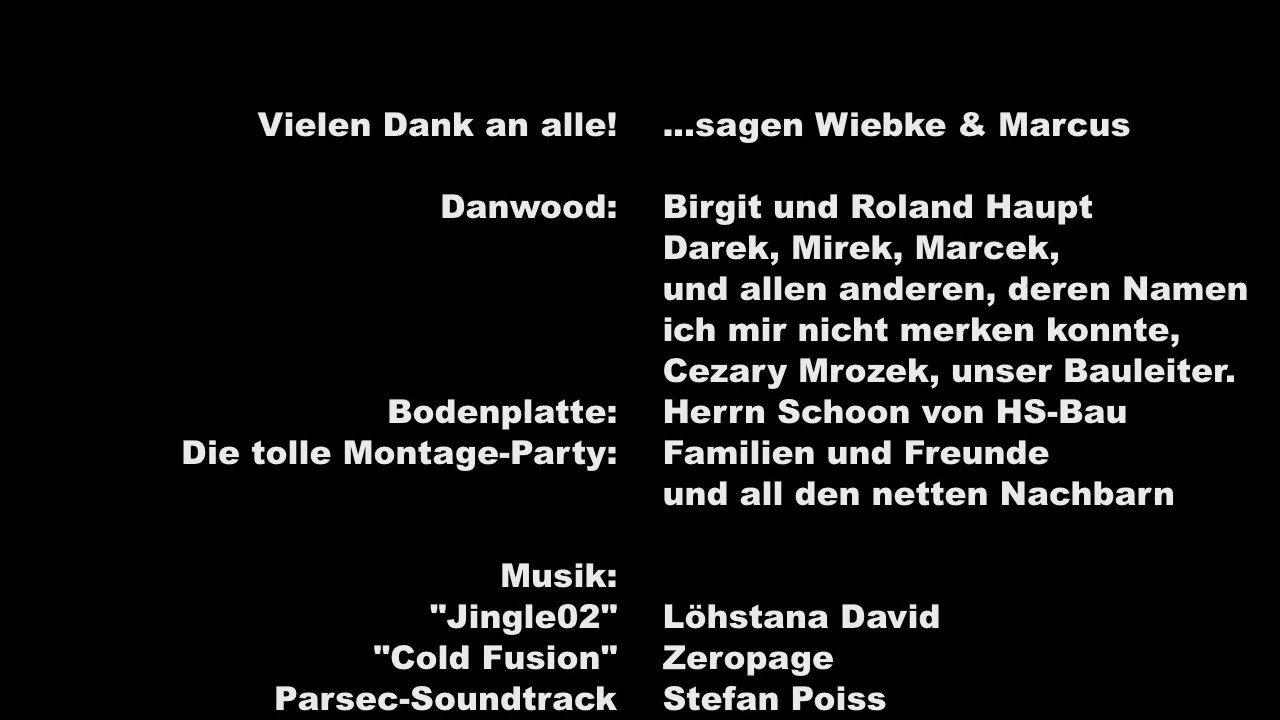 Vielen Dank an alle! ...sagen Wiebke & Marcus
Danwood: Birgit und Roland Haupt
Darek, Mirek, Marcek,
und allen anderen, deren Namen
ich mir nicht merken konnte,
Cezary Mrozek, unser Bauleiter.
Bodenplatte: Herrn Schoon von HS-Bau
Die tolle Montage-Party: Familien und Freunde
und all den netten Nachbarn
Musik:
"Jingle02" Löhstana David
"Cold Fusion" Zeropage
Parsec-Soundtrack Stefan Poiss